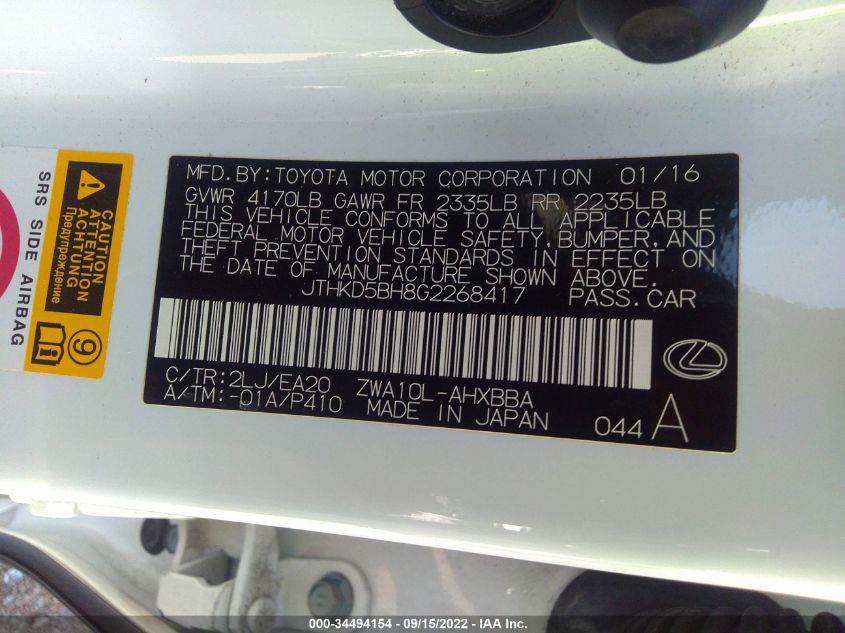 MFD.BY:TOYOTA MOTOR CORPORATION 01/16
GVWR 4170LB GAWR FR 2335LB RR 2235LB
THIS VEHICLE CONFORMS TO ALL APPLICABLE
FEDERAL MOTOR VEHICLE SAFETY,BUMPER,AND
THEFT PREVENTION STANDARDS IN EFFECT ON
THE DATE OF MANUFACTURE SHOWN ABOVE.
JTHKD5BH8G2268417 PASS.CAR
C/TR:2LJ/EA20 ZWA10L-AHXBBA
A/TM:-01A/P410 MADE IN JAPAN
044 A
CAUTION
ATTENTION
ACHTUNG
Предупреждение
SRS SIDE AIRBAG
9
000-34494154 - 09/15/2022 - IAA Inc.